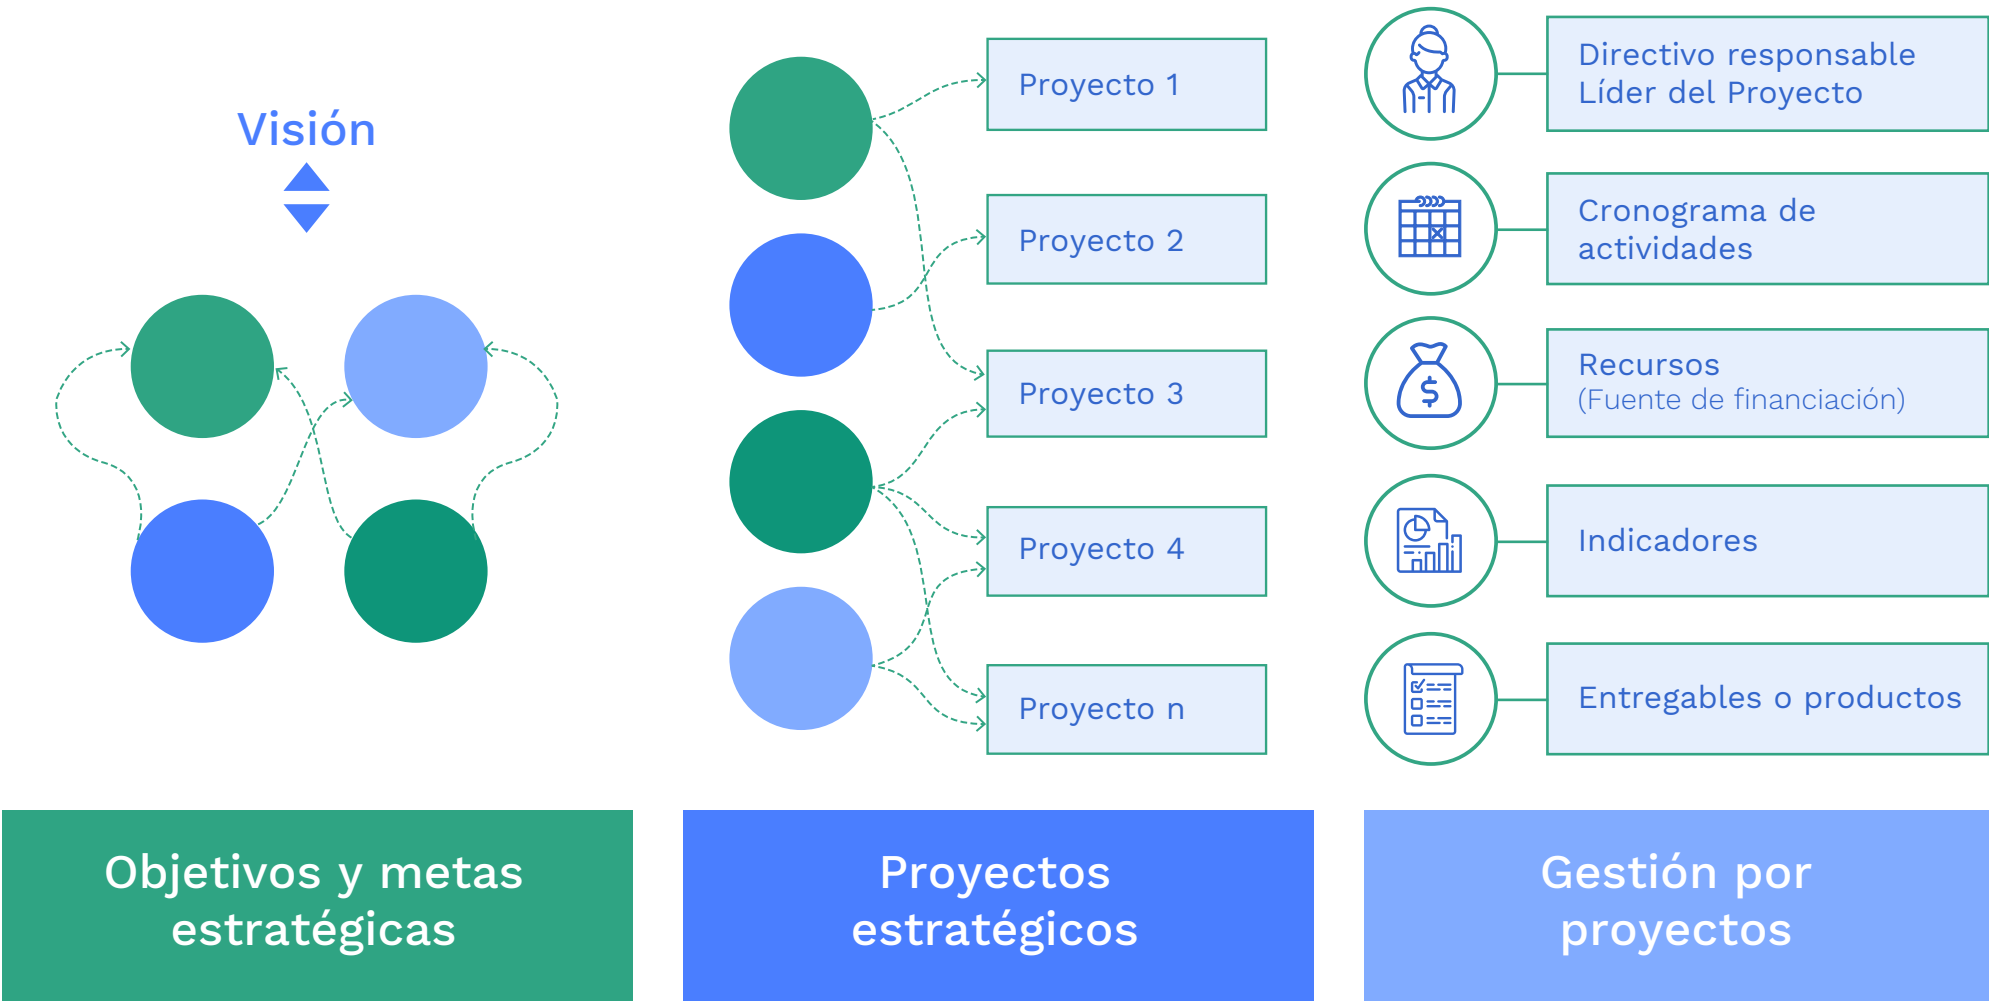 Visión
Objetivos y metas
estratégicas
Proyecto 1
Proyecto 2
Proyecto 3
Proyecto 4
Proyecto n
Proyectos
estratégicos
Directivo responsable
Líder del Proyecto
Cronograma de
actividades
$
Recursos
(Fuente de financiación)
Indicadores
Entregables o productos
Gestión por
proyectos